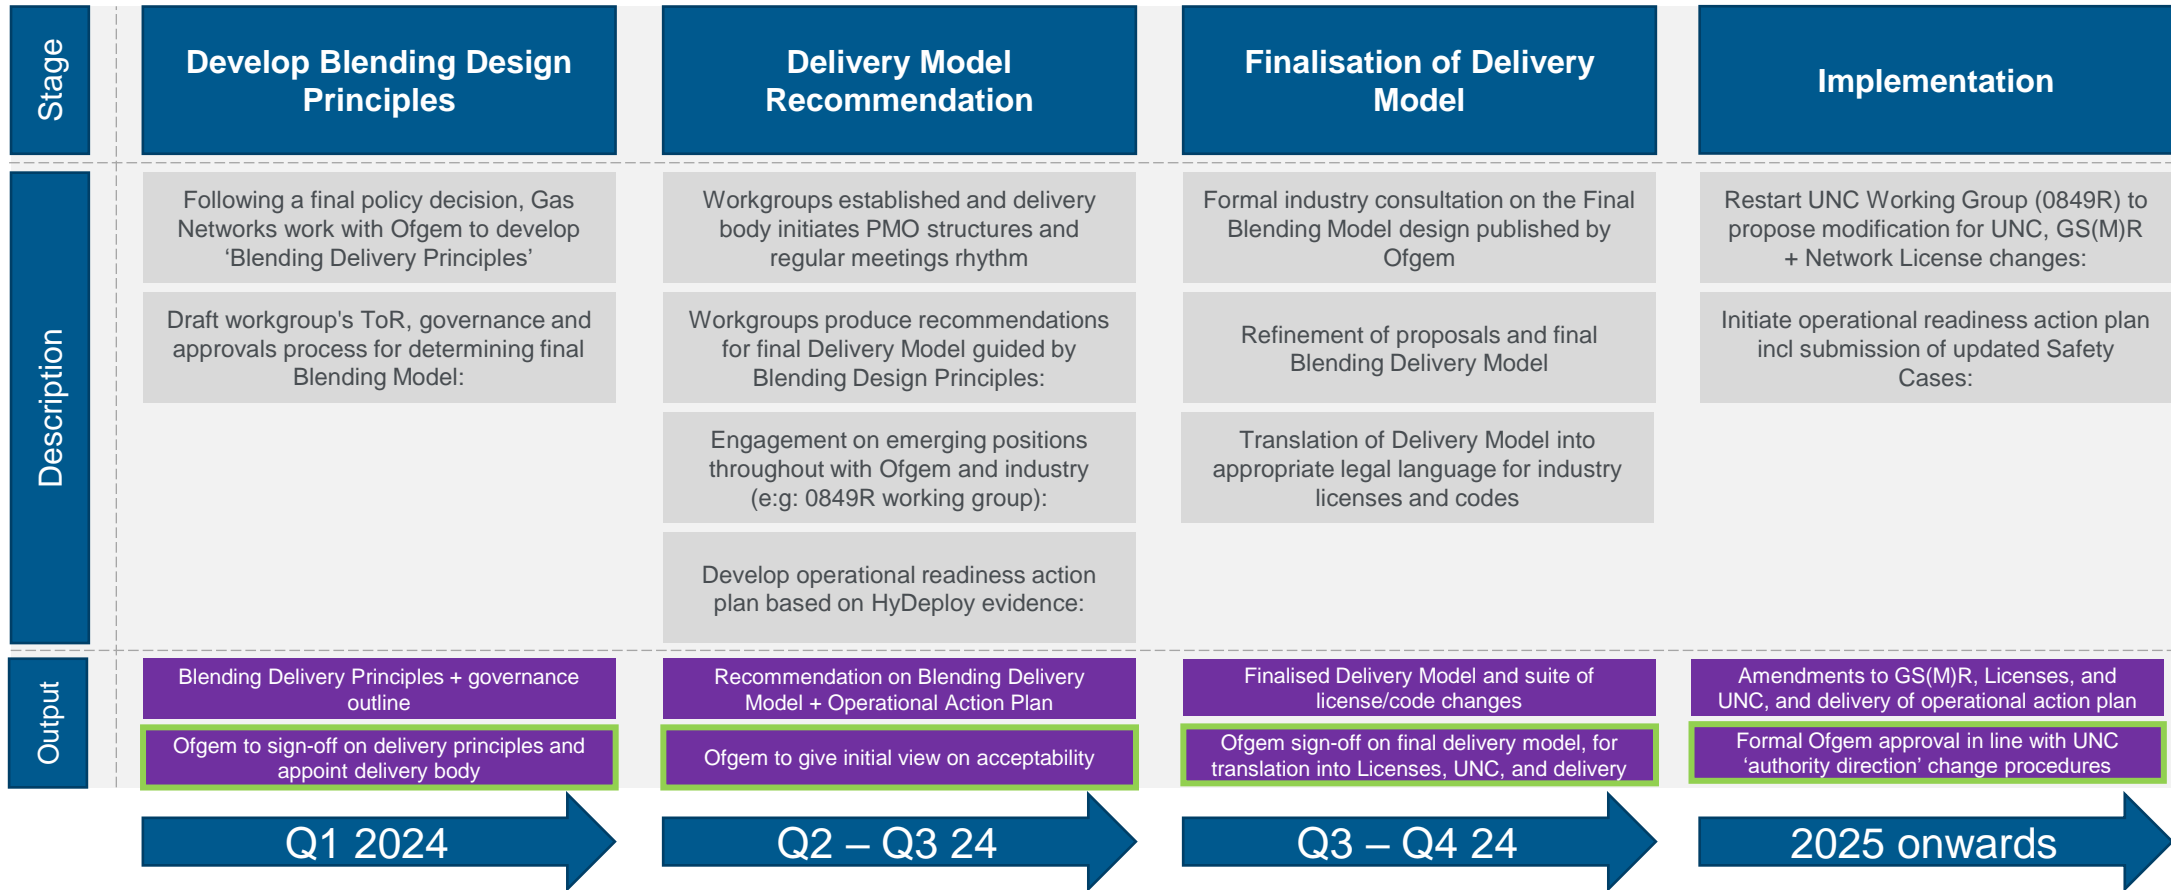 Stage
Develop Blending Design
Principles
Delivery Model
Recommendation
Finalisation of Delivery
Model
Implementation
Description
Following a final policy decision, Gas
Networks work with Ofgem to develop
‘Blending Delivery Principles’
Draft workgroup's ToR, governance and
approvals process for determining final
Blending Model:
Workgroups established and delivery
body initiates PMO structures and
regular meetings rhythm
Workgroups produce recommendations
for final Delivery Model guided by
Blending Design Principles:
Engagement on emerging positions
throughout with Ofgem and industry
(e:g: 0849R working group):
Develop operational readiness action
plan based on HyDeploy evidence:
Formal industry consultation on the Final
Blending Model design published by
Ofgem
Refinement of proposals and final
Blending Delivery Model
Translation of Delivery Model into
appropriate legal language for industry
licenses and codes
Restart UNC Working Group (0849R) to
propose modification for UNC, GS(M)R
+ Network License changes:
Initiate operational readiness action plan
incl submission of updated Safety
Cases:
Output
Blending Delivery Principles + governance
outline
Ofgem to sign-off on delivery principles and
appoint delivery body
Recommendation on Blending Delivery
Model + Operational Action Plan
Ofgem to give initial view on acceptability
Finalised Delivery Model and suite of
license/code changes
Ofgem sign-off on final delivery model, for
translation into Licenses, UNC, and delivery
Amendments to GS(M)R, Licenses, and
UNC, and delivery of operational action plan
Formal Ofgem approval in line with UNC
‘authority direction’ change procedures
Q1 2024
Q2 – Q3 24
Q3 – Q4 24
2025 onwards